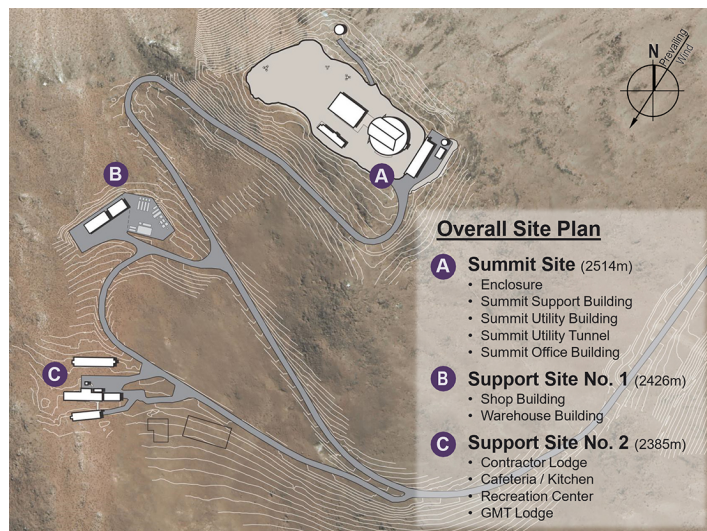 N
Prevailing
Wind
A
B
C
Overall Site Plan
A Summit Site (2514m)
• Enclosure
• Summit Support Building
• Summit Utility Building
• Summit Utility Tunnel
• Summit Office Building
B Support Site No. 1 (2426m)
• Shop Building
• Warehouse Building
C Support Site No. 2 (2385m)
• Contractor Lodge
• Cafeteria / Kitchen
• Recreation Center
• GMT Lodge